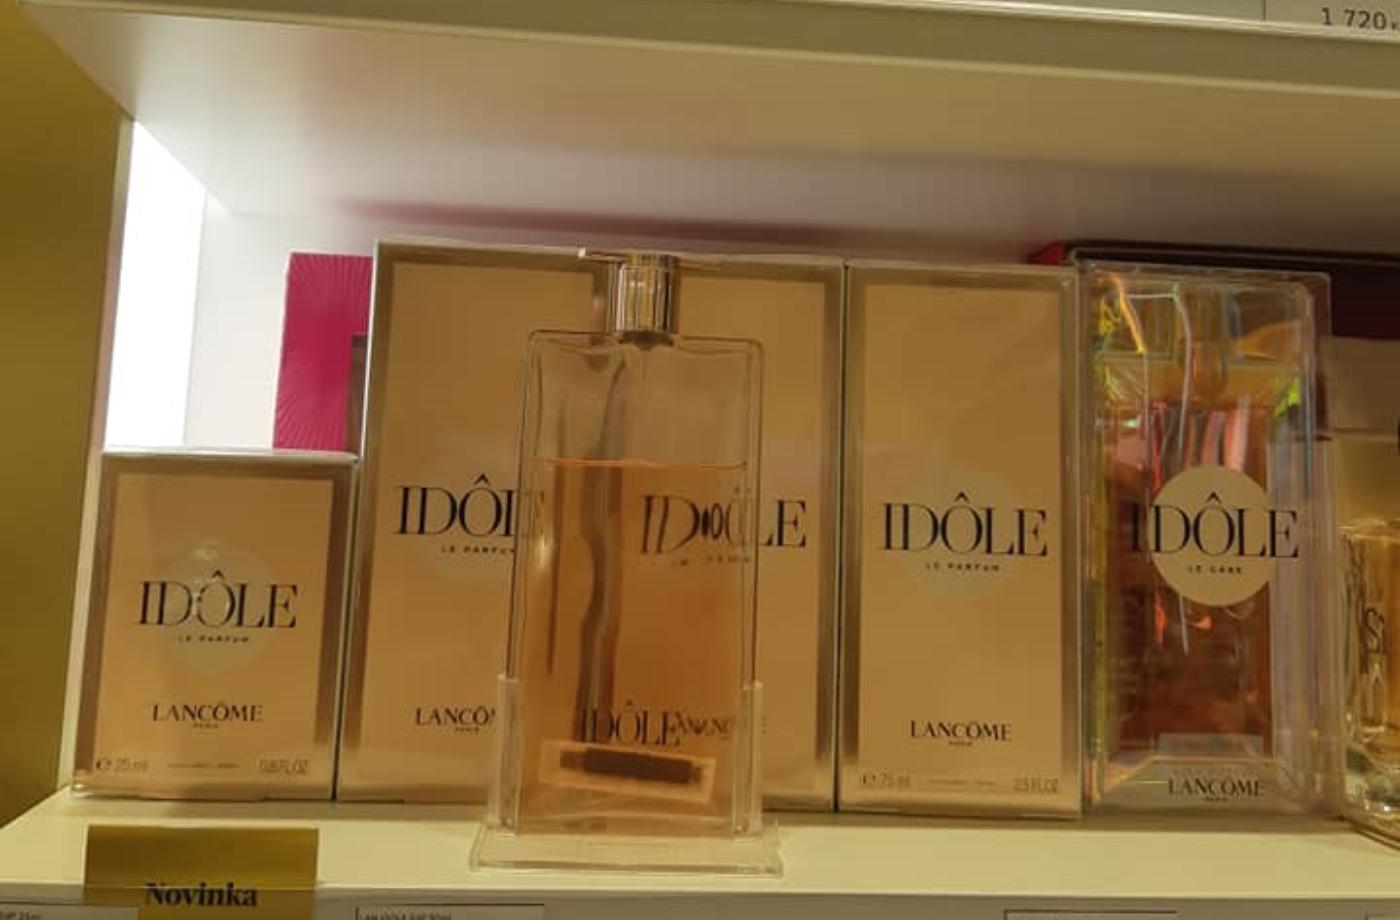 1 720
IDÔLE
LE PARFUM
LANCÔME
PARIS
25 ml
0.8 FL.OZ
IDÔLE
LE PARFUM
LANCÔME
PARIS
IDÔLE
IDÔLE
IDÔLE
LE PARFUM
LANCÔME
PARIS
75 ml
2.5 FL.OZ
IDÔLE
LE CASE
LANCÔME
PARIS
Novinka